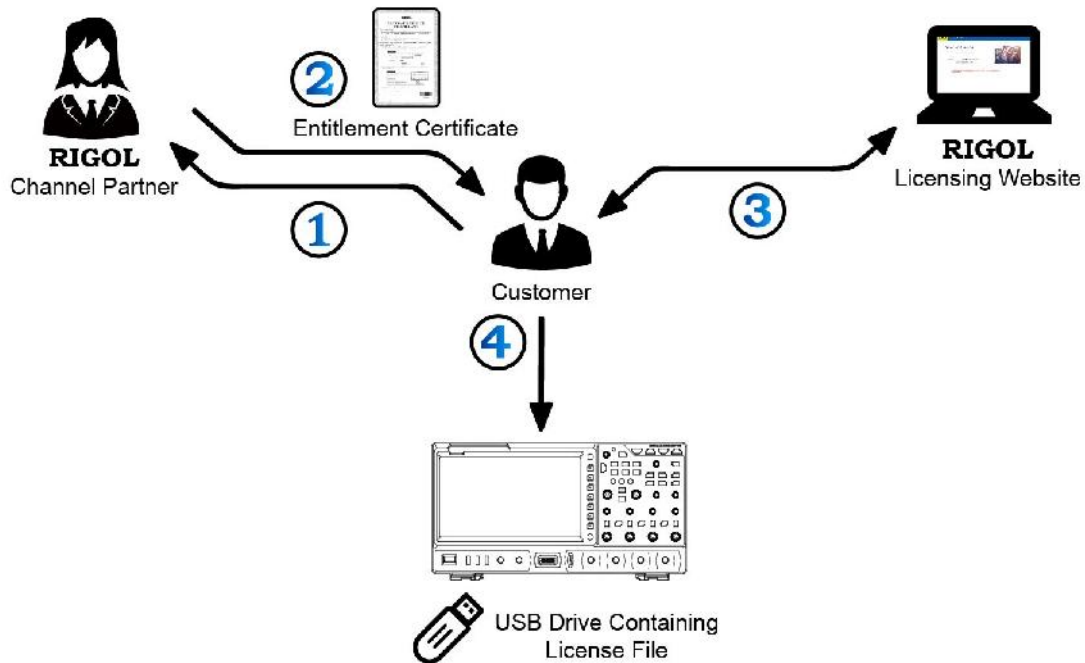 ②
Entitlement Certificate
RIGOL
Channel Partner
①
RIGOL
Licensing Website
③
Customer
④
USB Drive Containing
License File